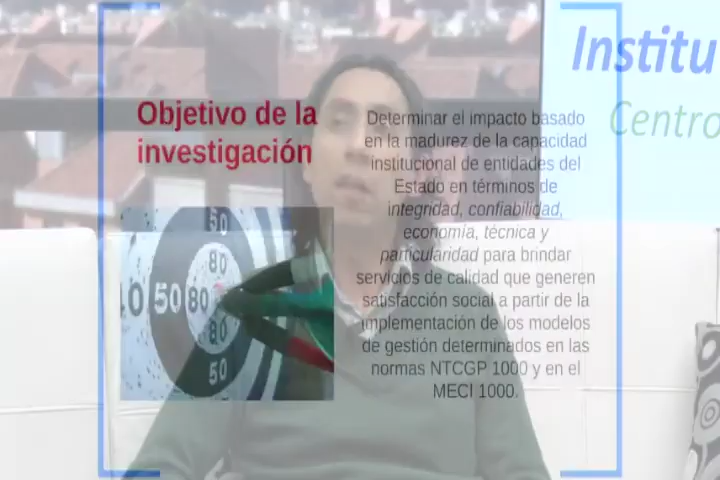 Institu
Centro
Objetivo de la
investigación
Determinar el impacto basado
en la madurez de la capacidad
institucional de entidades del
Estado en términos de
integridad, confiabilidad,
economía, técnica y
particularidad para brindar
servicios de calidad que generen
satisfacción social a partir de la
implementación de los modelos
de gestión determinados en las
normas NTCGP 1000 y en el
MECI 1000.
50
80
10 50 80
80
50